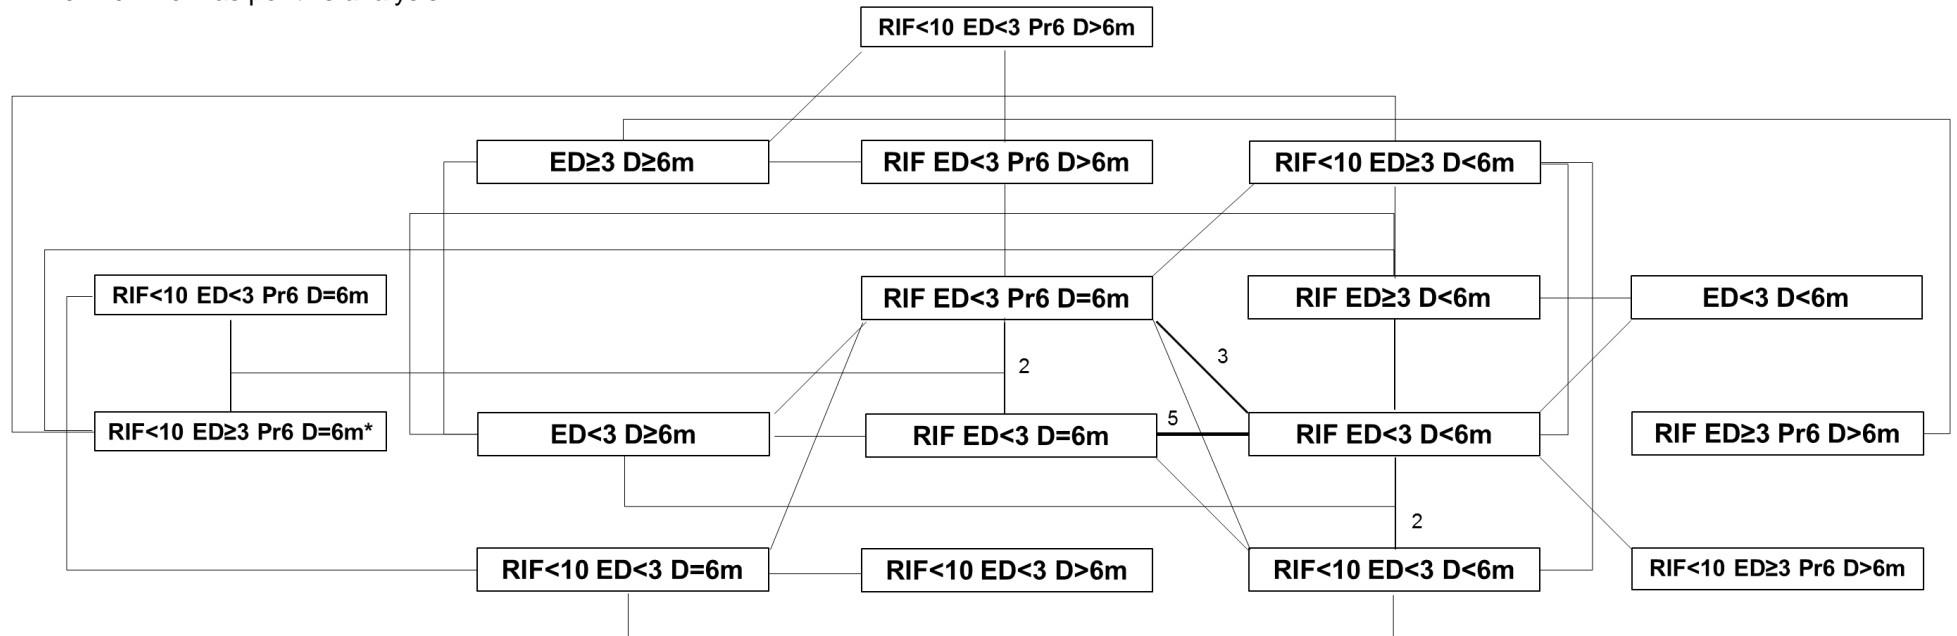 RIF<10 ED<3 Pr6 D>6m
ED≥3 D≥6m
RIF ED<3 Pr6 D>6m
RIF<10 ED≥3 D<6m
RIF<10 ED<3 Pr6 D=6m
RIF ED<3 Pr6 D=6m
RIF ED≥3 D<6m
ED<3 D<6m
2
3
RIF<10 ED≥3 Pr6 D=6m*
ED<3 D≥6m
RIF ED<3 D=6m
5
RIF ED<3 D<6m
RIF ED≥3 Pr6 D>6m
2
RIF<10 ED<3 D=6m
RIF<10 ED<3 D>6m
RIF<10 ED<3 D<6m
RIF<10 ED≥3 Pr6 D>6m